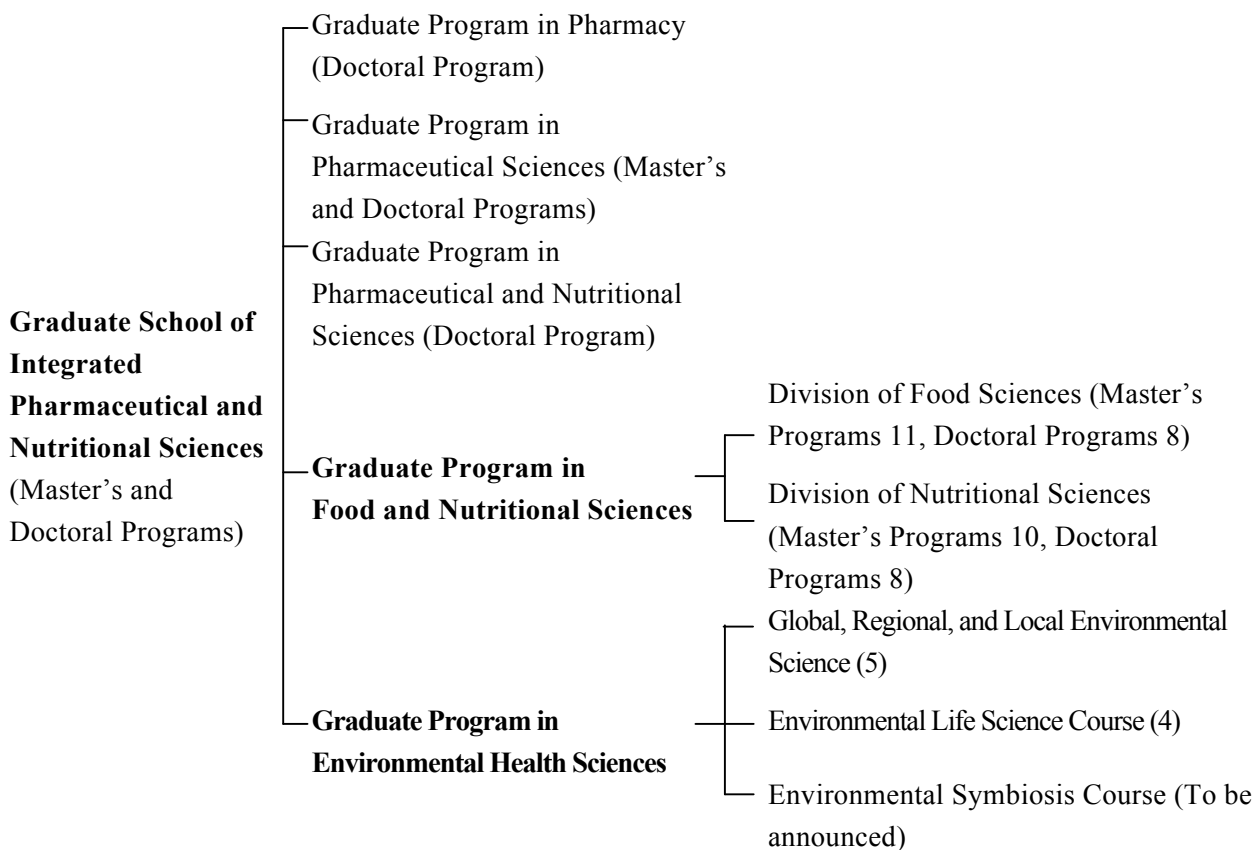 Graduate School of
Integrated
Pharmaceutical and
Nutritional Sciences
(Master’s and
Doctoral Programs)
Graduate Program in Pharmacy
(Doctoral Program)
Graduate Program in
Pharmaceutical Sciences (Master’s
and Doctoral Programs)
Graduate Program in
Pharmaceutical and Nutritional
Sciences (Doctoral Program)
Graduate Program in
Food and Nutritional Sciences
Division of Food Sciences (Master’s
Programs 11, Doctoral Programs 8)
Division of Nutritional Sciences
(Master’s Programs 10, Doctoral
Programs 8)
Graduate Program in
Environmental Health Sciences
Global, Regional, and Local Environmental
Science (5)
Environmental Life Science Course (4)
Environmental Symbiosis Course (To be
announced)